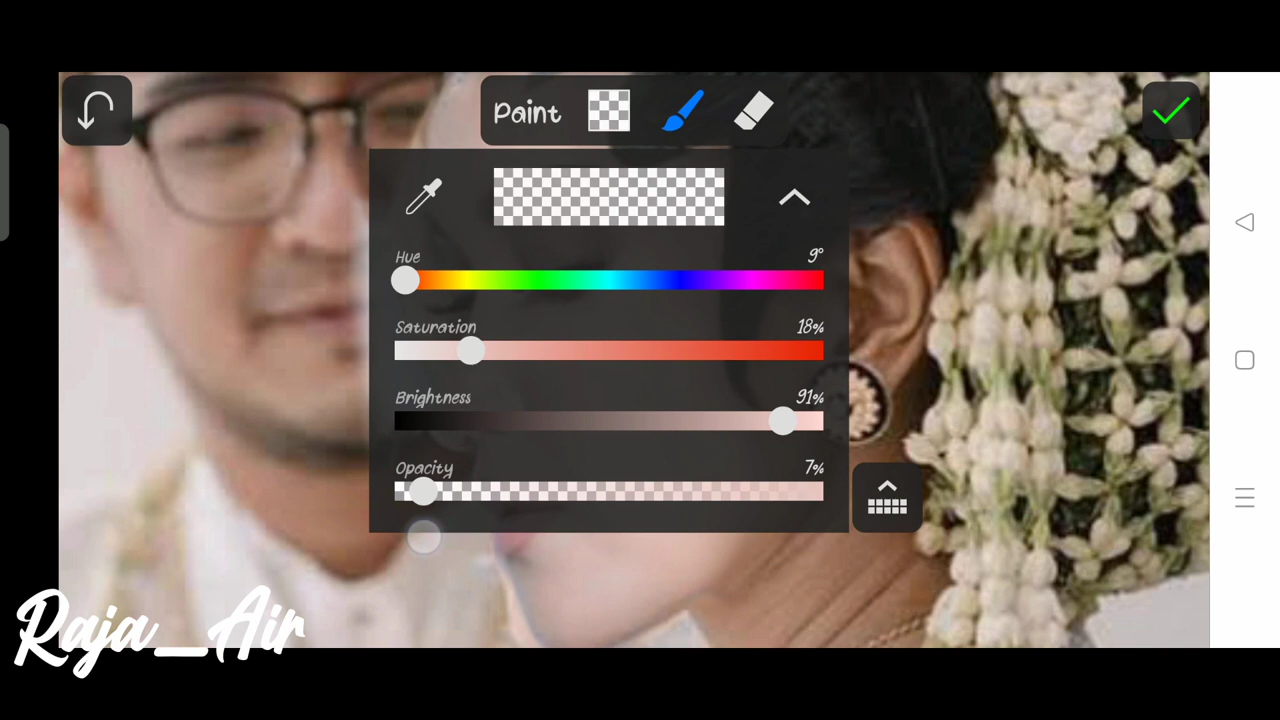 Paint
Hue 9°
Saturation 18%
Brightness 91%
Opacity 7%
Raja_Air